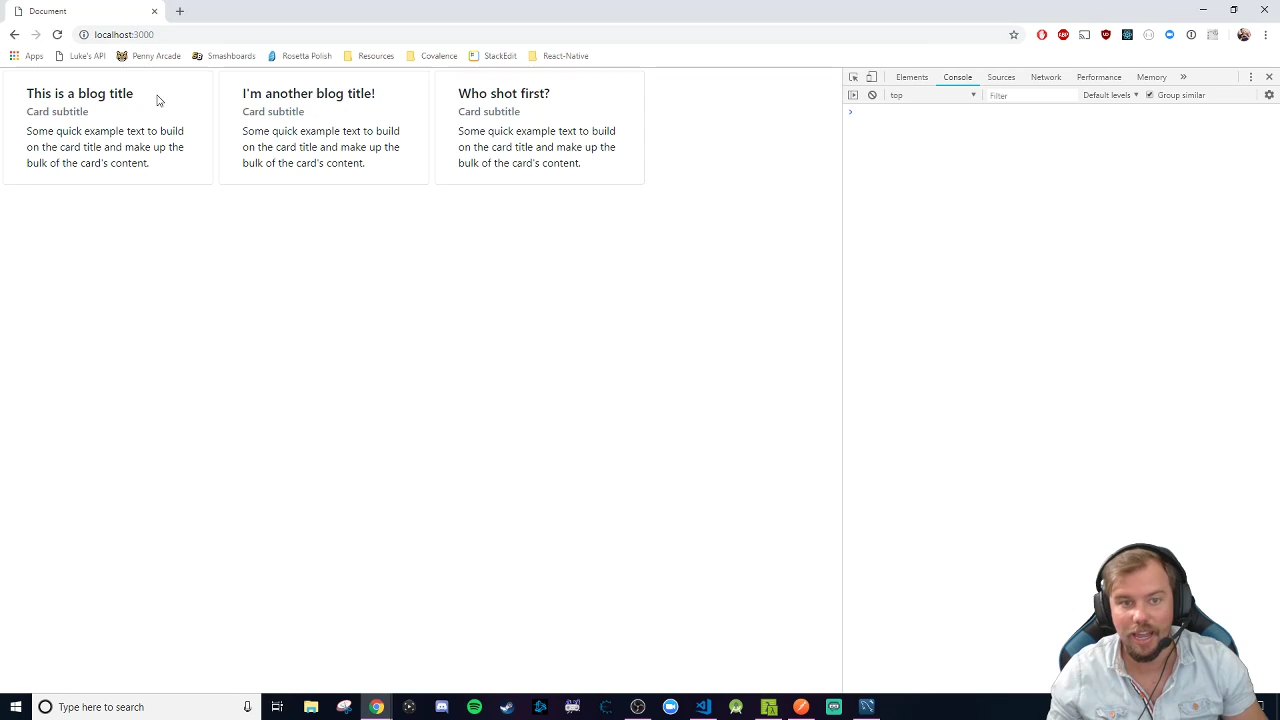 Document
localhost:3000
Apps
Luke's API
Penny Arcade
Smashboards
Rosetta Polish
Resources
Covalence
StackEdit
React-Native
Elements
Console
Sources
Network
Performance
Memory
top
Filter
Default levels
Group similar
This is a blog title
Card subtitle
Some quick example text to build
on the card title and make up the
bulk of the card's content.
I'm another blog title!
Card subtitle
Some quick example text to build
on the card title and make up the
bulk of the card's content.
Who shot first?
Card subtitle
Some quick example text to build
on the card title and make up the
bulk of the card's content.
Type here to search